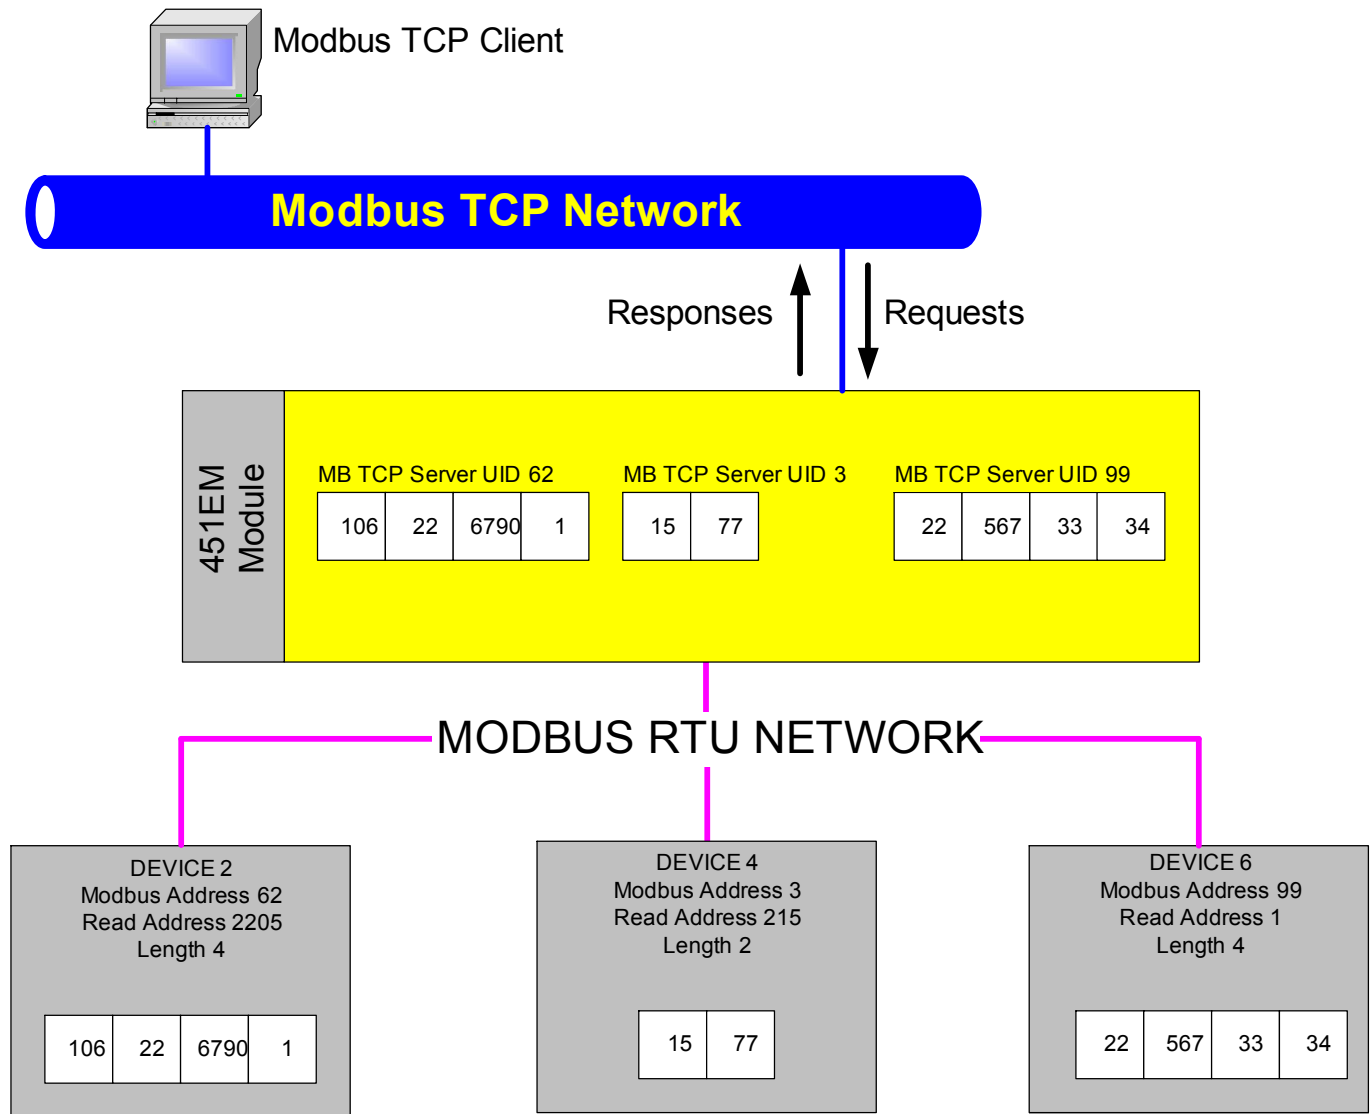 Modbus TCP Client
Modbus TCP Network
Responses
Requests
451EM
Module
MB TCP Server UID 62
106 22 6790 1
MB TCP Server UID 3
15 77
MB TCP Server UID 99
22 567 33 34
MODBUS RTU NETWORK
DEVICE 2
Modbus Address 62
Read Address 2205
Length 4
106 22 6790 1
DEVICE 4
Modbus Address 3
Read Address 215
Length 2
15 77
DEVICE 6
Modbus Address 99
Read Address 1
Length 4
22 567 33 34